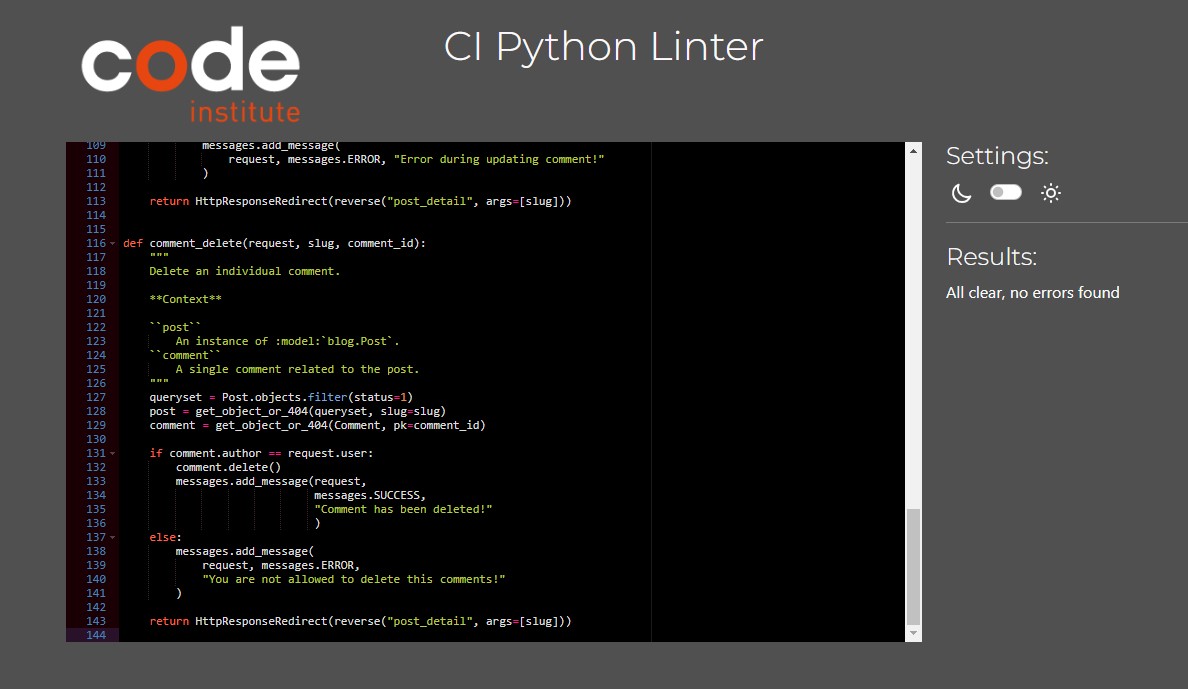 code
institute
CI Python Linter
109 messages.add_message(
110 request, messages.ERROR, "Error during updating comment!"
111 )
112
113 return HttpResponseRedirect(reverse("post_detail", args=[slug]))
114
115
116 def comment_delete(request, slug, comment_id):
117 """
118 Delete an individual comment.
119
120 **Context**
121
122 ``post``
123 An instance of :model:`blog.Post`.
124 ``comment``
125 A single comment related to the post.
126 """
127 queryset = Post.objects.filter(status=1)
128 post = get_object_or_404(queryset, slug=slug)
129 comment = get_object_or_404(Comment, pk=comment_id)
130
131 if comment.author == request.user:
132 comment.delete()
133 messages.add_message(request,
134 messages.SUCCESS,
135 "Comment has been deleted!"
136 )
137 else:
138 messages.add_message(
139 request, messages.ERROR,
140 "You are not allowed to delete this comments!"
141 )
142
143 return HttpResponseRedirect(reverse("post_detail", args=[slug]))
144
Settings:
Results:
All clear, no errors found